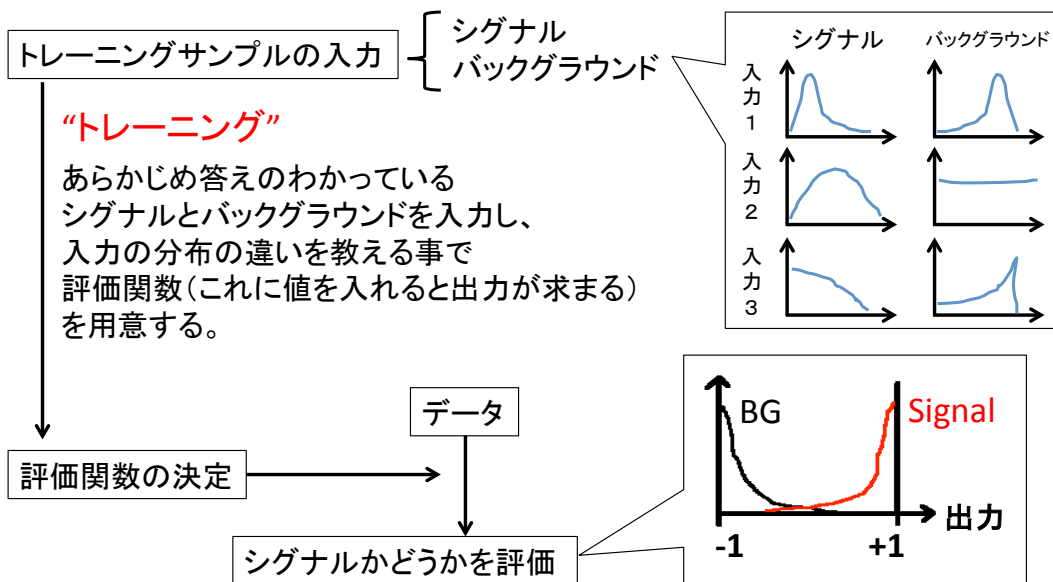 トレーニングサンプルの入力
シグナル
バックグラウンド
“トレーニング”
あらかじめ答えのわかっている
シグナルとバックグラウンドを入力し、
入力の分布の違いを教える事で
評価関数(これに値を入れると出力が求まる)
を用意する。
シグナル
バックグラウンド
入力1
入力2
入力3
データ
評価関数の決定
シグナルかどうかを評価
BG
Signal
出力
-1
+1